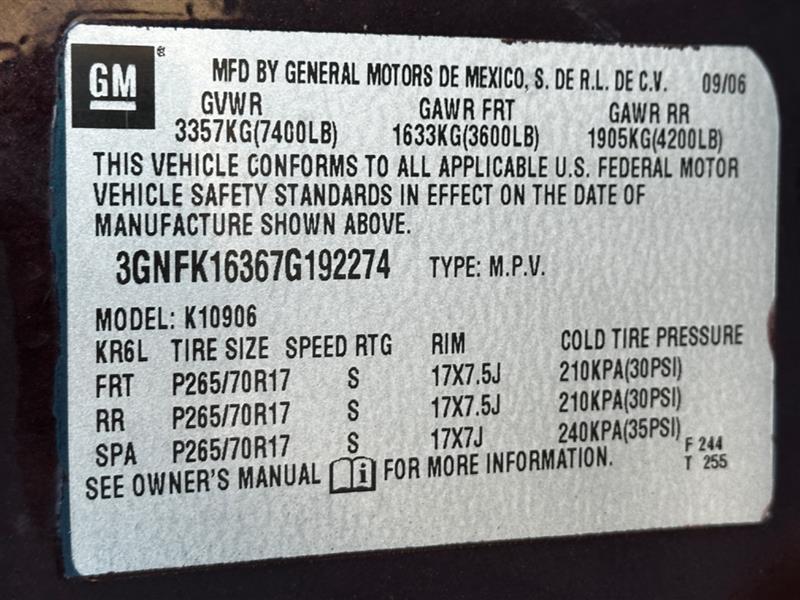 GM ®
MFD BY GENERAL MOTORS DE MEXICO, S. DE R.L. DE C.V. 09/06
GVWR GAWR FRT GAWR RR
3357KG(7400LB) 1633KG(3600LB) 1905KG(4200LB)
THIS VEHICLE CONFORMS TO ALL APPLICABLE U.S. FEDERAL MOTOR
VEHICLE SAFETY STANDARDS IN EFFECT ON THE DATE OF
MANUFACTURE SHOWN ABOVE.
3GNFK16367G192274 TYPE: M.P.V.
MODEL: K10906
KR6L TIRE SIZE SPEED RTG RIM COLD TIRE PRESSURE
FRT P265/70R17 S 17X7.5J 210KPA(30PSI)
RR P265/70R17 S 17X7.5J 210KPA(30PSI)
SPA P265/70R17 S 17X7J 240KPA(35PSI)
SEE OWNER'S MANUAL i FOR MORE INFORMATION.
F 244
T 255